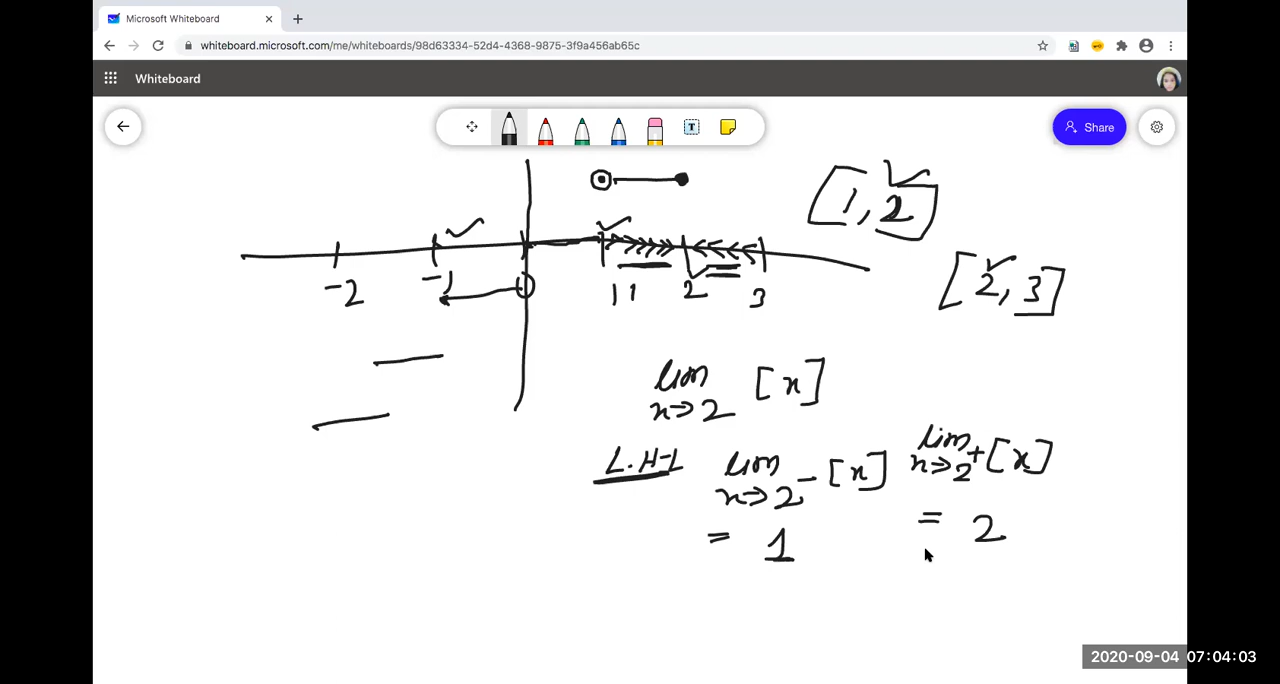 Microsoft Whiteboard
whiteboard.microsoft.com/me/whiteboards/98d63334-52d4-4368-9875-3f9a456ab65c
Whiteboard
T
Share
[1, 2]
-2 -1 1 2 3
[2, 3]
lim [x]
x→2
L.H.L lim [x] lim [x]
x→2- x→2+
= 1 = 2
2020-09-04 07:04:03